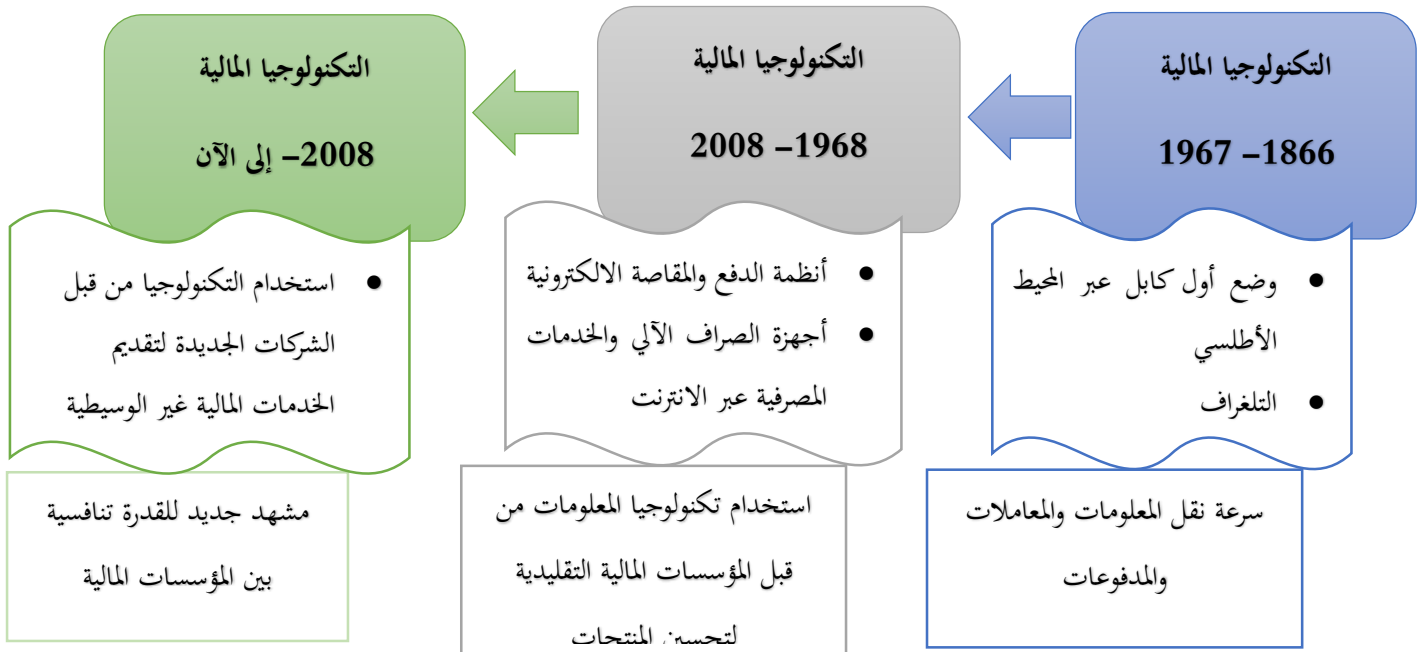 التكنولوجيا المالية
1866– 1967
وضع أول كابل عبر المحيط
الأطلسي
التلغراف
سرعة نقل المعلومات والمعاملات
والمدفوعات
التكنولوجيا المالية
1968– 2008
أنظمة الدفع والمقاصة الالكترونية
أجهزة الصراف الآلي والخدمات
المصرفية عبر الانترنت
استخدام تكنولوجيا المعلومات من
قبل المؤسسات المالية التقليدية
لتحسين المنتجات
التكنولوجيا المالية
2008– إلى الآن
استخدام التكنولوجيا من قبل
الشركات الجديدة لتقديم
الخدمات المالية غير الوسيطية
مشهد جديد للقدرة تنافسية
بين المؤسسات المالية